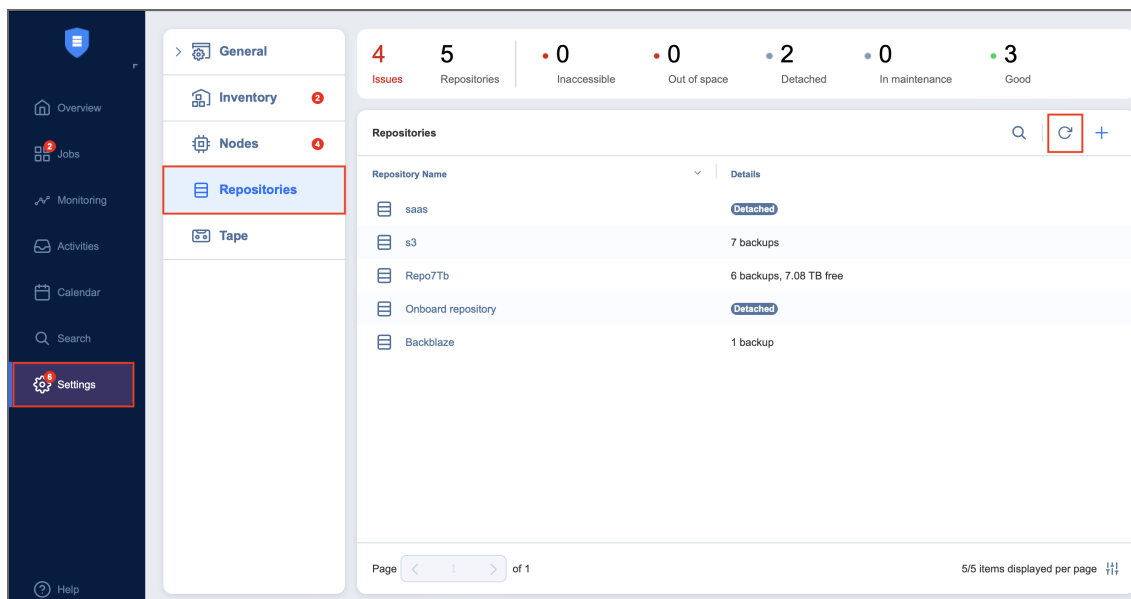 Overview
2
Jobs
Monitoring
Activities
Calendar
Search
6
Settings
Help
General
Inventory 2
Nodes 4
Repositories
Tape
4 5 0 0 2 0 3
Issues Repositories Inaccessible Out of space Detached In maintenance Good
Repositories
Repository Name Details
saas Detached
s3 7 backups
Repo7Tb 6 backups, 7.08 TB free
Onboard repository Detached
Backblaze 1 backup
Page 1 of 1 5/5 items displayed per page